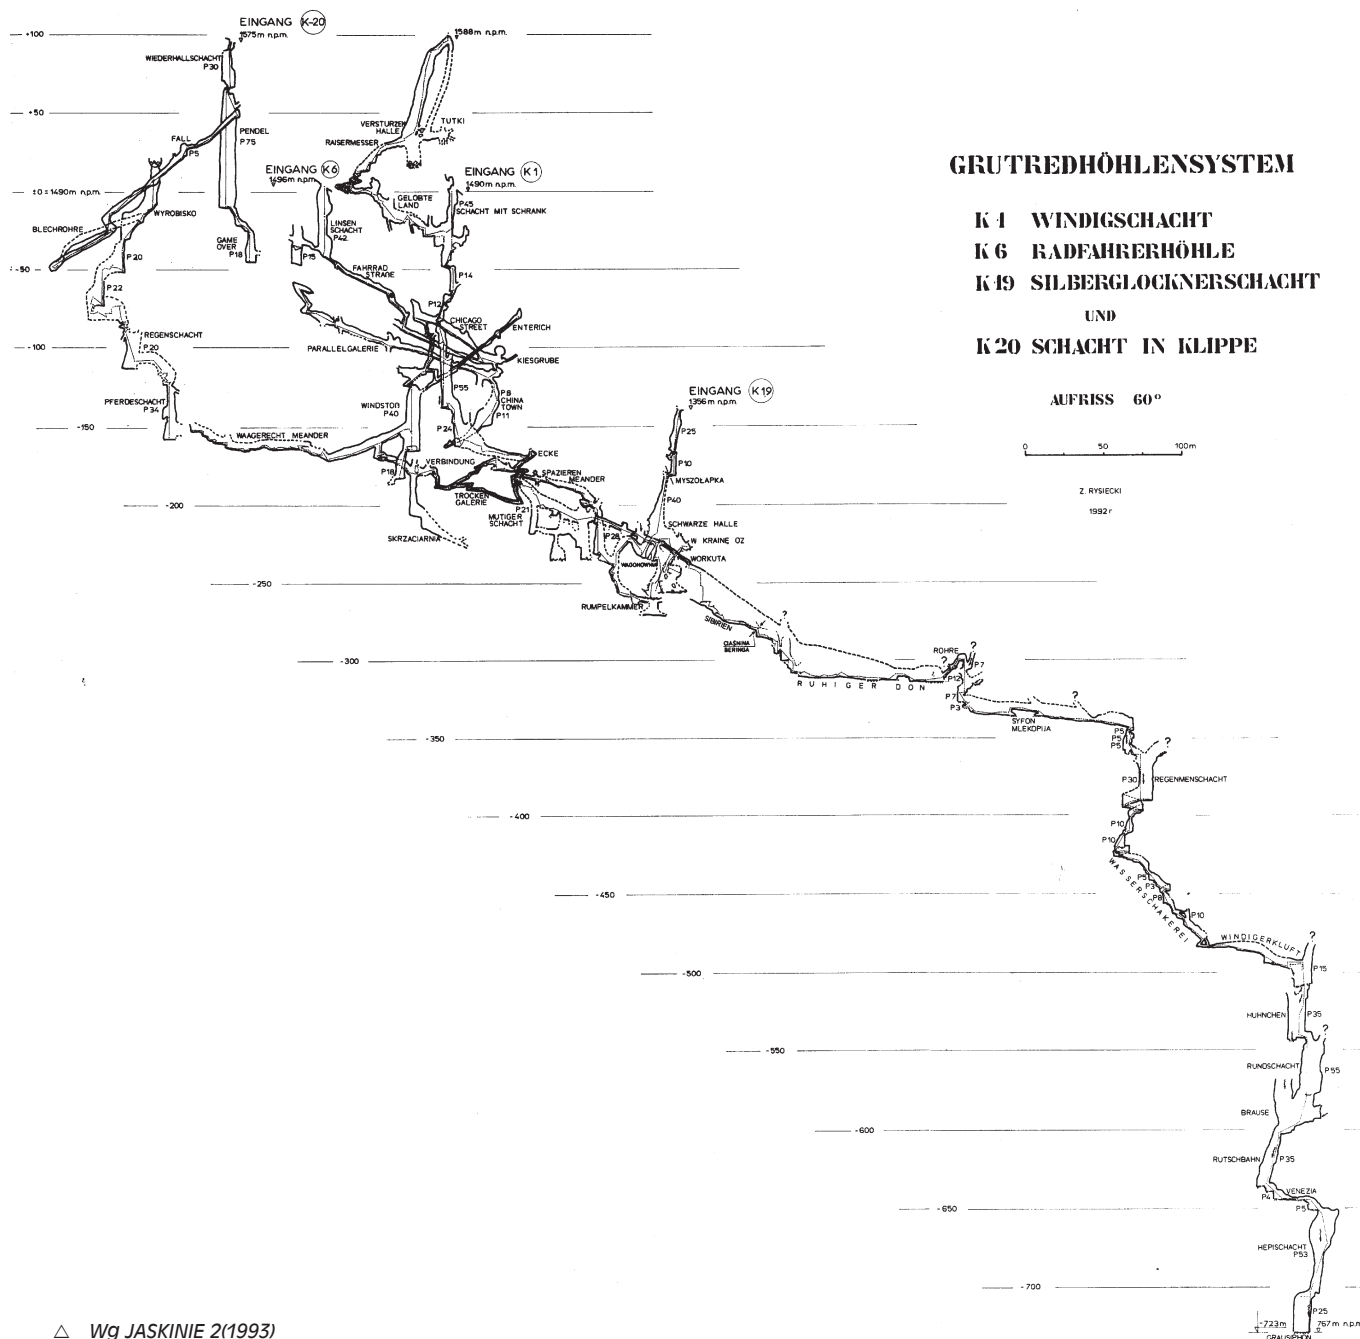 EINGANG K-20
1575m n.p.m.
+100
1588m n.p.m.
WIEDERHALLSCHACHT
P30
+50
PENDEL
P75
FALL
P5
VERSTURZEN
HALLE
TUTKI
RAISERMESSER
EINGANG K6
1496m n.p.m.
EINGANG K1
1490m n.p.m.
GRUTREDHÖHLENSYSTEM
K 1 WINDIGSCHACHT
K 6 RADFAHRERHÖHLE
K 19 SILBERGLOCKNERSCHACHT
UND
K 20 SCHACHT IN KLIPPE
AUFRISS 60°
0 50 100m
Z. RYSIECKI
1992r
±0=1490m n.p.m.
WYROBISKO
BLECHROHRE
GELOBTE
LAND
P45
SCHACHT MIT SCHRANK
LINSEN
SCHACHT
P42
GAME
OVER
P18
P15
FAHRRAD
STRAßE
P20
-50
P14
P22
P12
CHICAGO
STREET
ENTERICH
REGENSCHACHT
P20
-100
PARALLELGALERIE
KIESGRUBE
P55
P8
CHINA
TOWN
P11
PFERDESCHACHT
P34
WINDSTOß
P40
EINGANG K19
1356m n.p.m.
-150
WAAGERECHT MEANDER
P24
P25
ECKE
P10
P18
VERBINDUNG
SPAZIEREN
MEANDER
MYSZOŁAPKA
TROCKEN
GALERIE
P40
-200
P21
MUTIGER
SCHACHT
SCHWARZE HALLE
SKRZACIARNIA
P28
W KRAINE OZ
WAGONOWNIA
WORKUTA
-250
RUMPELKAMMER
SIBIRIEN
?
CIAŚNINA
BERINGA
-300
ROHRE
?
?
P7
P12
RUHIGER DON
P7
P3
?
SYFON
MLEKOPIJA
-350
P5
P5
P5
?
P30
REGENMENSCHACHT
-400
P10
P10
WASSERSCHAKEREI
P5
P3
P8
-450
P10
WINDIGERKLUFT
?
-500
P15
HUHNCHEN
P35
?
-550
RUNDSCHACHT
P55
BRAUSE
-600
RUTSCHBAHN
P35
VENEZIA
P4
P5
-650
HEPISCHACHT
P53
-700
P25
-723m
767m n.p.m.
GRAUSIPHON
△ Wg JASKINIE 2(1993)